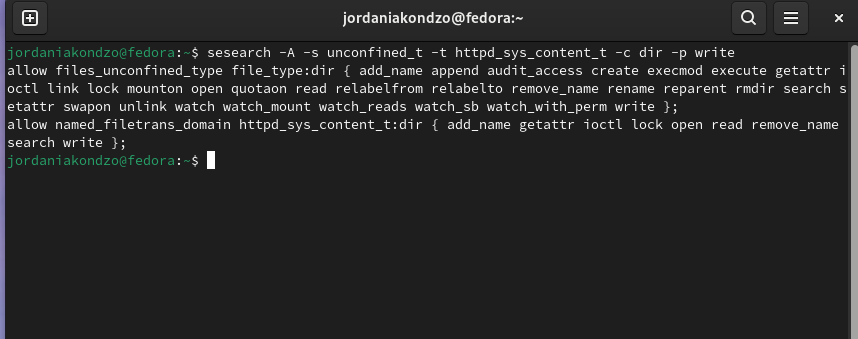 jordaniakondzo@fedora:~
jordaniakondzo@fedora:~$ sesearch -A -s unconfined_t -t httpd_sys_content_t -c dir -p write
allow files_unconfined_type file_type:dir { add_name append audit_access create execmod execute getattr i
octl link lock mounton open quotaon read relabelfrom relabelto remove_name rename reparent rmdir search s
etattr swapon unlink watch watch_mount watch_reads watch_sb watch_with_perm write };
allow named_filetrans_domain httpd_sys_content_t:dir { add_name getattr ioctl lock open read remove_name
search write };
jordaniakondzo@fedora:~$